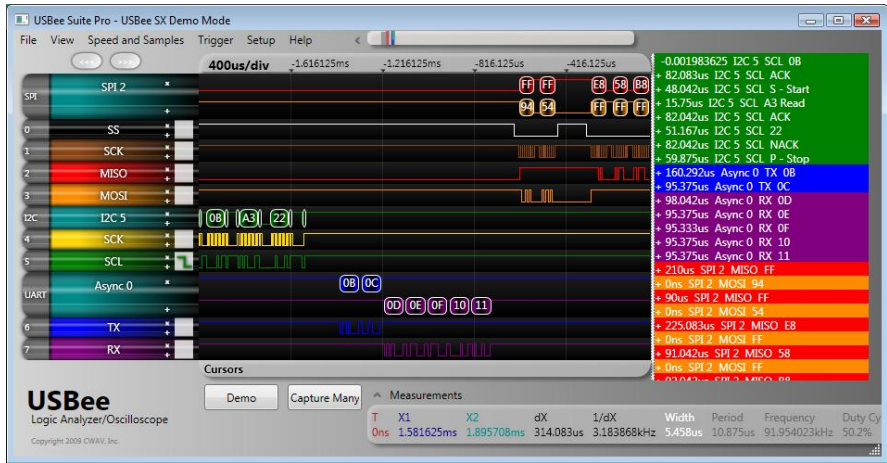 USBee Suite Pro - USBee SX Demo Mode
File View Speed and Samples Trigger Setup Help <
<<< >>>
400us/div -1.616125ms -1.216125ms -816.125us -416.125us
SPI
SPI 2
FF FF E8 58 B8
94 54 FF FF FF
0 SS
1 SCK
2 MISO
3 MOSI
I2C I2C 5 0B A3 22
4 SCK
5 SCL
UART
Async 0 0B 0C
0D 0E 0F 10 11
6 TX
7 RX
Cursors
-0.001983625 I2C 5 SCL 0B
+ 82.083us I2C 5 SCL ACK
+ 48.042us I2C 5 SCL S - Start
+ 15.75us I2C 5 SCL A3 Read
+ 82.042us I2C 5 SCL ACK
+ 51.167us I2C 5 SCL 22
+ 82.042us I2C 5 SCL NACK
+ 59.875us I2C 5 SCL P - Stop
+ 160.292us Async 0 TX 0B
+ 95.375us Async 0 TX 0C
+ 98.042us Async 0 RX 0D
+ 95.375us Async 0 RX 0E
+ 95.333us Async 0 RX 0F
+ 95.375us Async 0 RX 10
+ 95.375us Async 0 RX 11
+ 210us SPI 2 MISO FF
+ 0ns SPI 2 MOSI 94
+ 90us SPI 2 MISO FF
+ 0ns SPI 2 MOSI 54
+ 225.083us SPI 2 MISO E8
+ 0ns SPI 2 MOSI FF
+ 91.042us SPI 2 MISO 58
+ 0ns SPI 2 MOSI FF
USBee
Logic Analyzer/Oscilloscope
Copyright 2009 CWAV, Inc.
Demo Capture Many
Measurements
T X1 X2 dX 1/dX Width Period Frequency Duty Cy
0ns 1.581625ms 1.895708ms 314.083us 3.183868kHz 5.458us 10.875us 91.954023kHz 50.2%